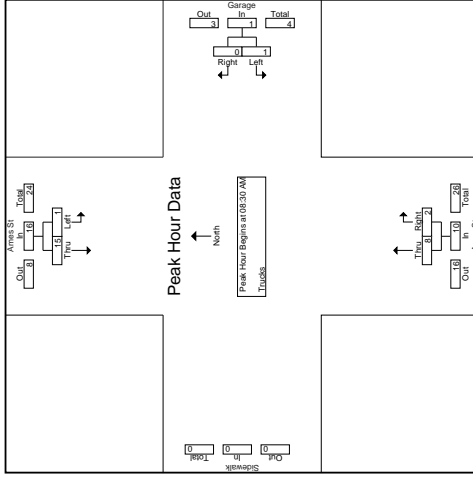 Garage
Out In Total
3 1 4
0 1
Right Left
Ames St
Out In Total
8 16 24
15 1
Thru Left
Peak Hour Data
North
Peak Hour Begins at 08:30 AM
Trucks
Right Thru
2 8
Out In Total
16 10 26
Total In Out
0 0 0
Sidewalk